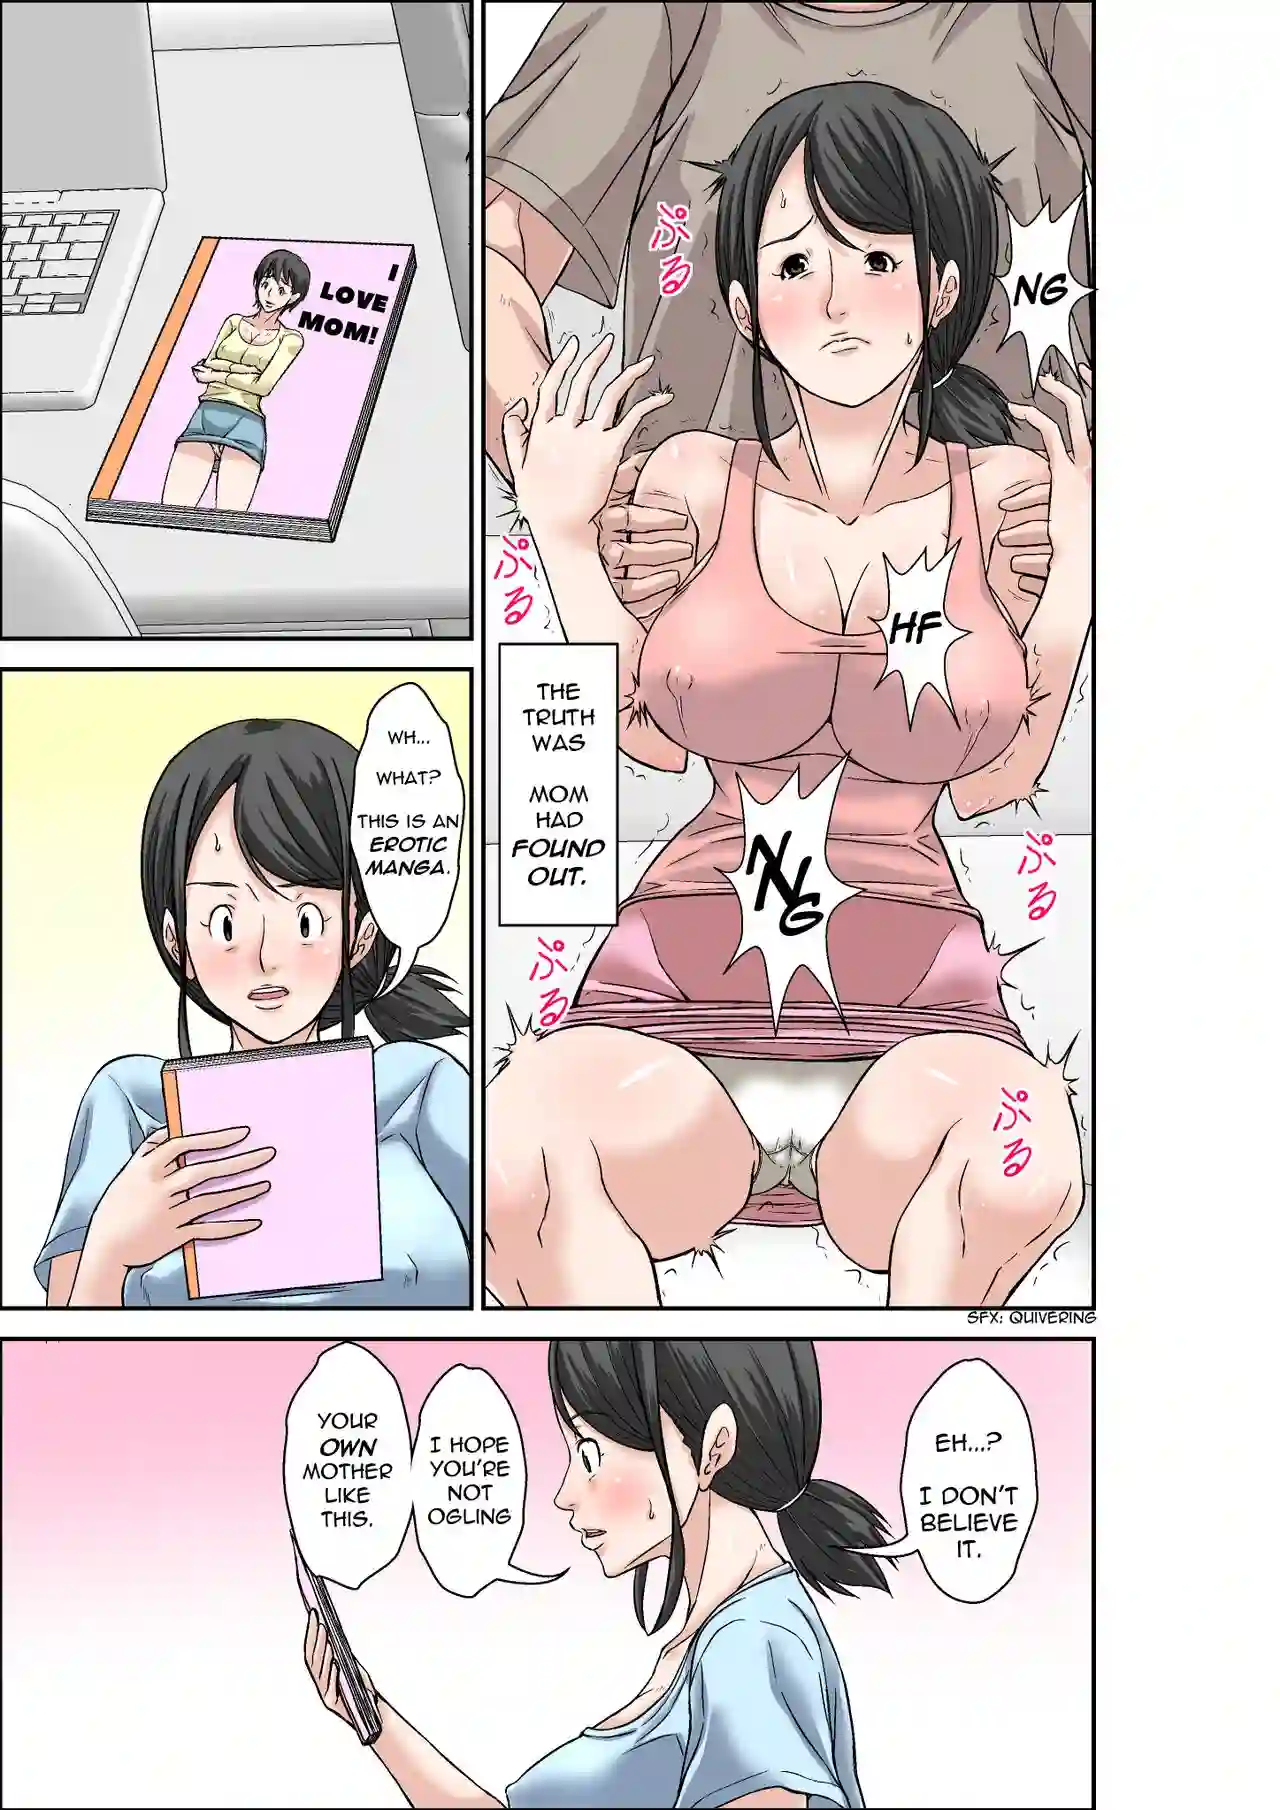 ぷる
NG
HF
ぷる
THE
TRUTH
WAS
MOM
HAD
FOUND
OUT.
NNG
ぷる
ぷる
ぷる
SFX: QUIVERING
I
LOVE
MOM!
WH...
WHAT?
THIS IS AN
EROTIC
MANGA.
EH...?
I DON'T
BELIEVE
IT.
I HOPE
YOU'RE
NOT
OGLING
YOUR
OWN
MOTHER
LIKE
THIS.